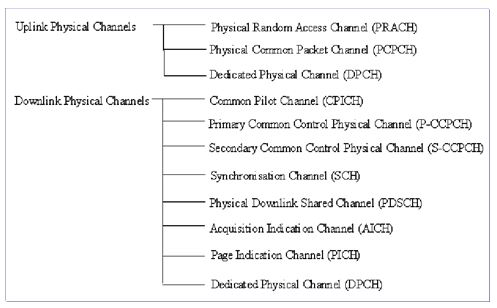 Uplink Physical Channels
Physical Random Access Channel (PRACH)
Physical Common Packet Channel (PCPCH)
Dedicated Physical Channel (DPCH)
Downlink Physical Channels
Common Pilot Channel (CPICH)
Primary Common Control Physical Channel (P-CCPCH)
Secondary Common Control Physical Channel (S-CCPCH)
Synchronisation Channel (SCH)
Physical Downlink Shared Channel (PDSCH)
Acquisition Indication Channel (AICH)
Page Indication Channel (PICH)
Dedicated Physical Channel (DPCH)